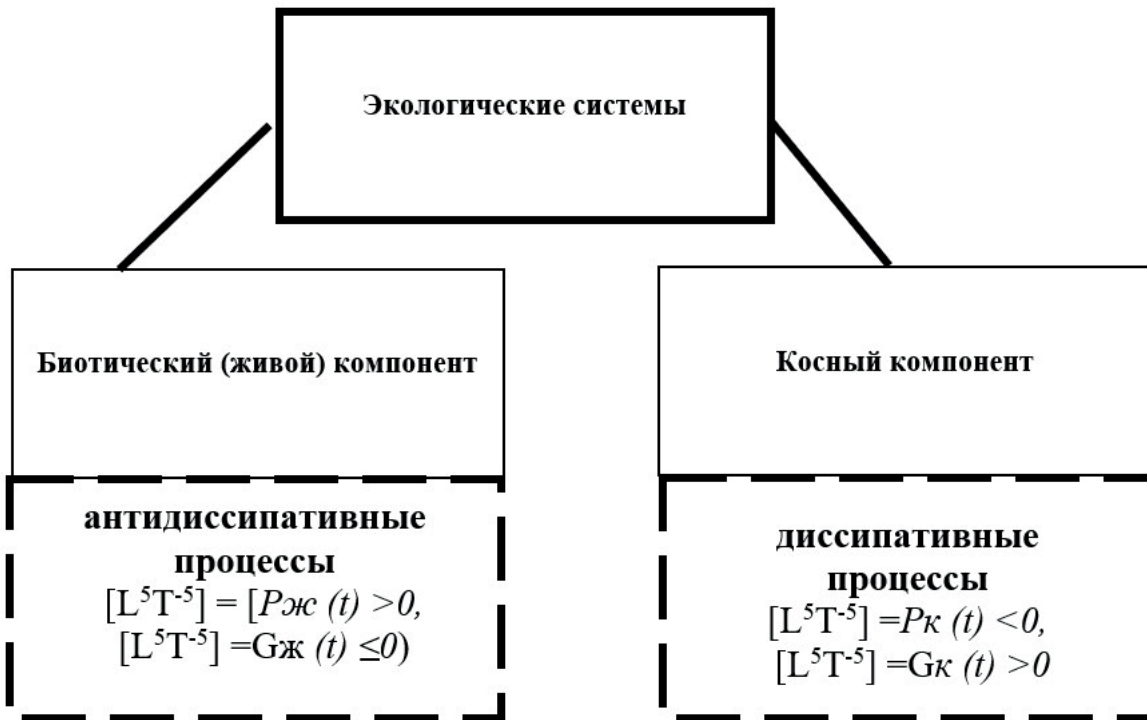 Экологические системы
Биотический (живой) компонент
Косный компонент
антидиссипативные
процессы
[L⁵T⁻⁵] = [Pж (t) >0,
[L⁵T⁻⁵] =Gж (t) ≤0)
диссипативные
процессы
[L⁵T⁻⁵] =Pк (t) <0,
[L⁵T⁻⁵] =Gк (t) >0